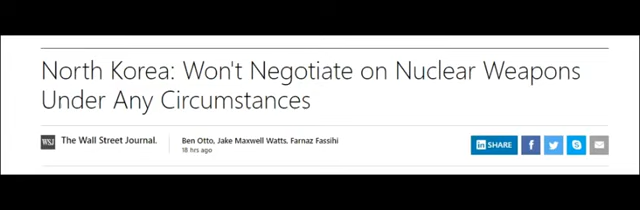 North Korea: Won't Negotiate on Nuclear Weapons
Under Any Circumstances
WSJ The Wall Street Journal. Ben Otto, Jake Maxwell Watts, Farnaz Fassihi
18 hrs ago
in SHARE